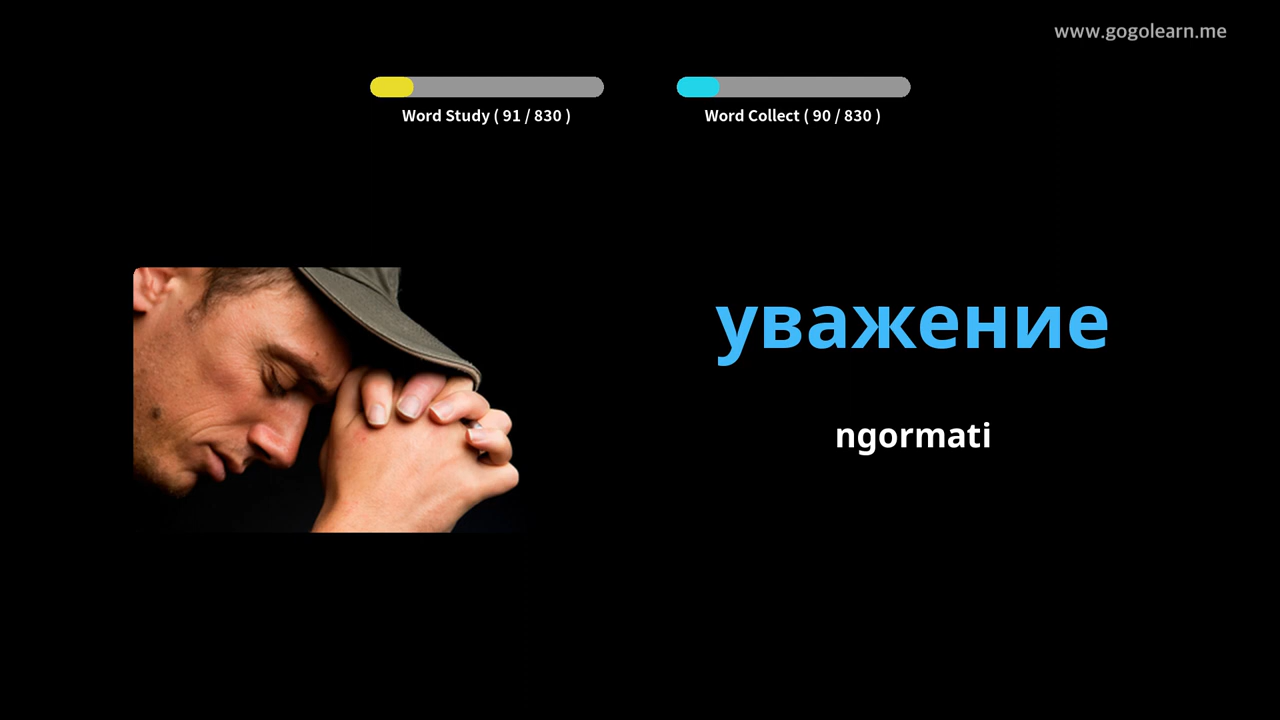 www.gogolearn.me
Word Study ( 91 / 830 )
Word Collect ( 90 / 830 )
уважение
ngormati